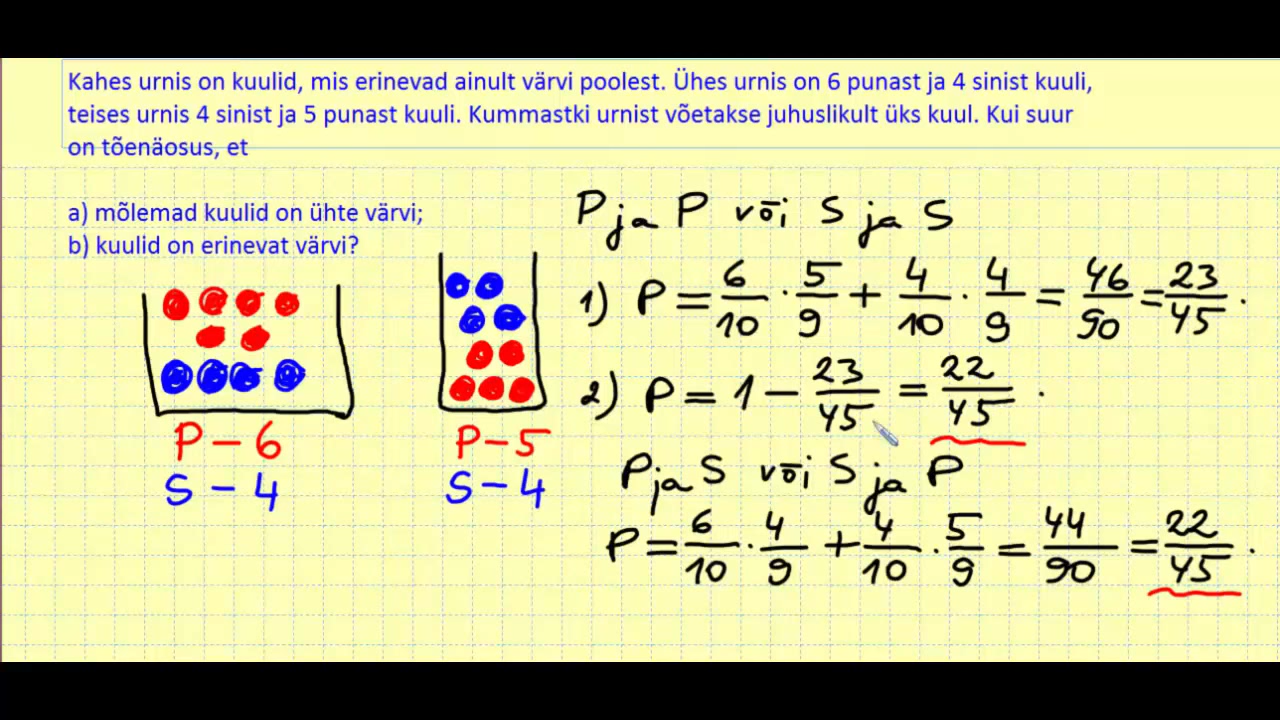 Kahes urnis on kuulid, mis erinevad ainult värvi poolest. Ühes urnis on 6 punast ja 4 sinist kuuli,
teises urnis 4 sinist ja 5 punast kuuli. Kummastki urnist võetakse juhuslikult üks kuul. Kui suur
on tõenäosus, et
a) mõlemad kuulid on ühte värvi;
b) kuulid on erinevat värvi?
P - 6
S - 4
P - 5
S - 4
P ja P või S ja S
1) P = 6/10 · 5/9 + 4/10 · 4/9 = 46/90 = 23/45 .
2) P = 1 - 23/45 = 22/45 .
P ja S või S ja P
P = 6/10 · 4/9 + 4/10 · 5/9 = 44/90 = 22/45 .